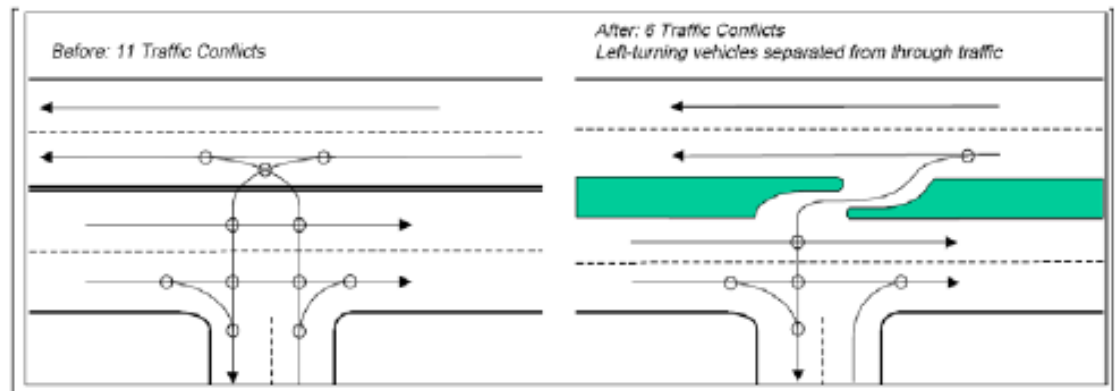 Before: 11 Traffic Conflicts
After: 6 Traffic Conflicts
Left-turning vehicles separated from through traffic